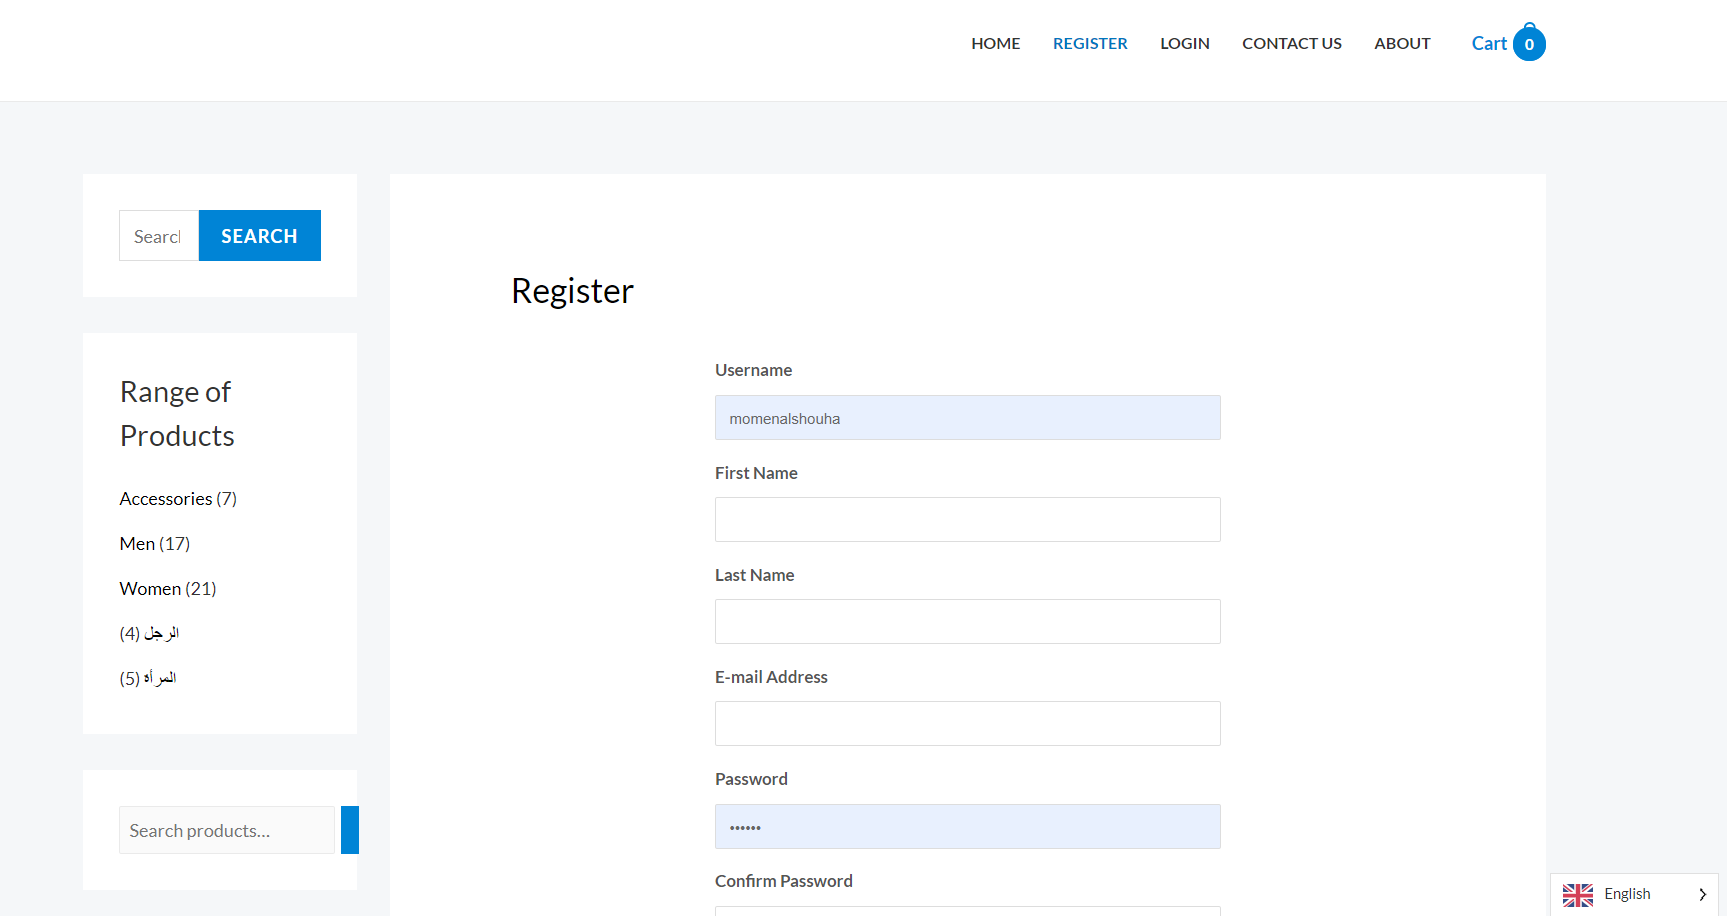 HOME REGISTER LOGIN CONTACT US ABOUT Cart 0
SEARCH
Range of
Products
Accessories (7)
Men (17)
Women (21)
الرجل (4)
المرأة (5)
Search products...
Register
Username
momenalshouha
First Name
Last Name
E-mail Address
Password
••••••
Confirm Password
English